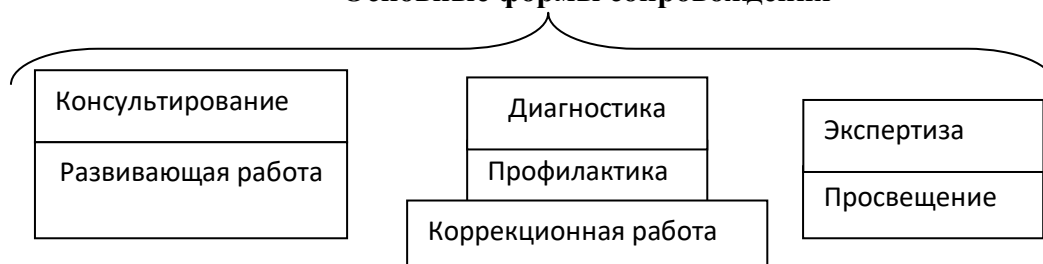 Основные формы сопровождения
Консультирование
Развивающая работа
Диагностика
Профилактика
Коррекционная работа
Экспертиза
Просвещение